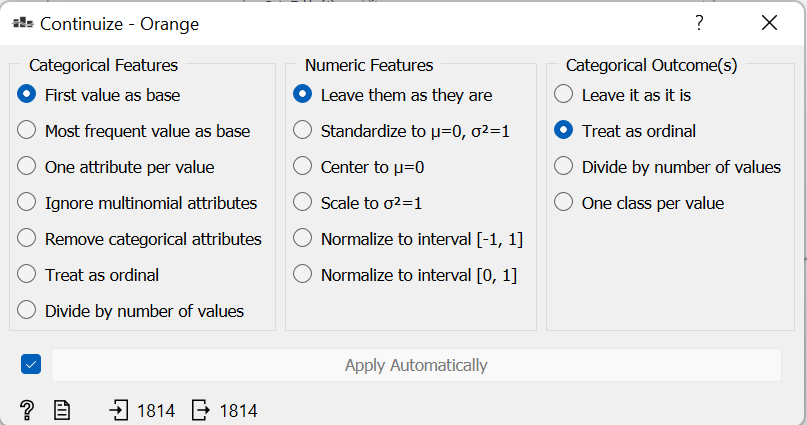 Continuize - Orange
?
Categorical Features
First value as base
Most frequent value as base
One attribute per value
Ignore multinomial attributes
Remove categorical attributes
Treat as ordinal
Divide by number of values
Numeric Features
Leave them as they are
Standardize to μ=0, σ²=1
Center to μ=0
Scale to σ²=1
Normalize to interval [-1, 1]
Normalize to interval [0, 1]
Categorical Outcome(s)
Leave it as it is
Treat as ordinal
Divide by number of values
One class per value
Apply Automatically
? 1814 1814